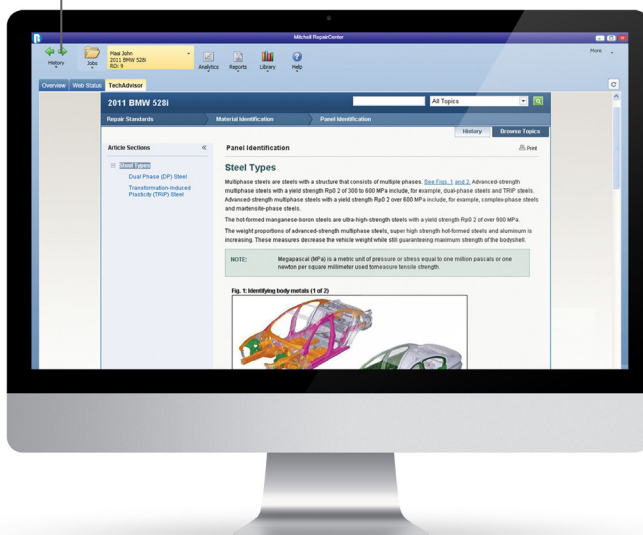 Mitchell RepairCenter
History
Jobs
Maai John
2011 BMW 528i
RO: 9
Analytics
Reports
Library
Help
More
Overview Web Status TechAdvisor
2011 BMW 528i
All Topics
Repair Standards Material Identification Panel Identification
History Browse Topics
Article Sections «
Steel Types
Dual Phase (DP) Steel
Transformation-Induced
Plasticity (TRIP) Steel
Panel Identification
Print
Steel Types
Multiphase steels are steels with a structure that consists of multiple phases. See Figs. 1 and 2. Advanced-strength
multiphase steels with a yield strength Rp0 2 of 300 to 600 MPa include, for example, dual-phase steels and TRIP steels.
Advanced-strength multiphase steels with a yield strength Rp0 2 over 600 MPa include, for example, complex-phase steels
and martensite-phase steels.
The hot-formed manganese-boron steels are ultra-high-strength steels with a yield strength Rp0 2 of over 900 MPa.
The weight proportions of advanced-strength multiphase steels, super high strength hot-formed steels and aluminum is
increasing. These measures decrease the vehicle weight while still guaranteeing maximum strength of the bodyshell.
NOTE: Megapascal (MPa) is a metric unit of pressure or stress equal to one million pascals or one
newton per square millimeter used tomeasure tensile strength.
Fig. 1: Identifying body metals (1 of 2)